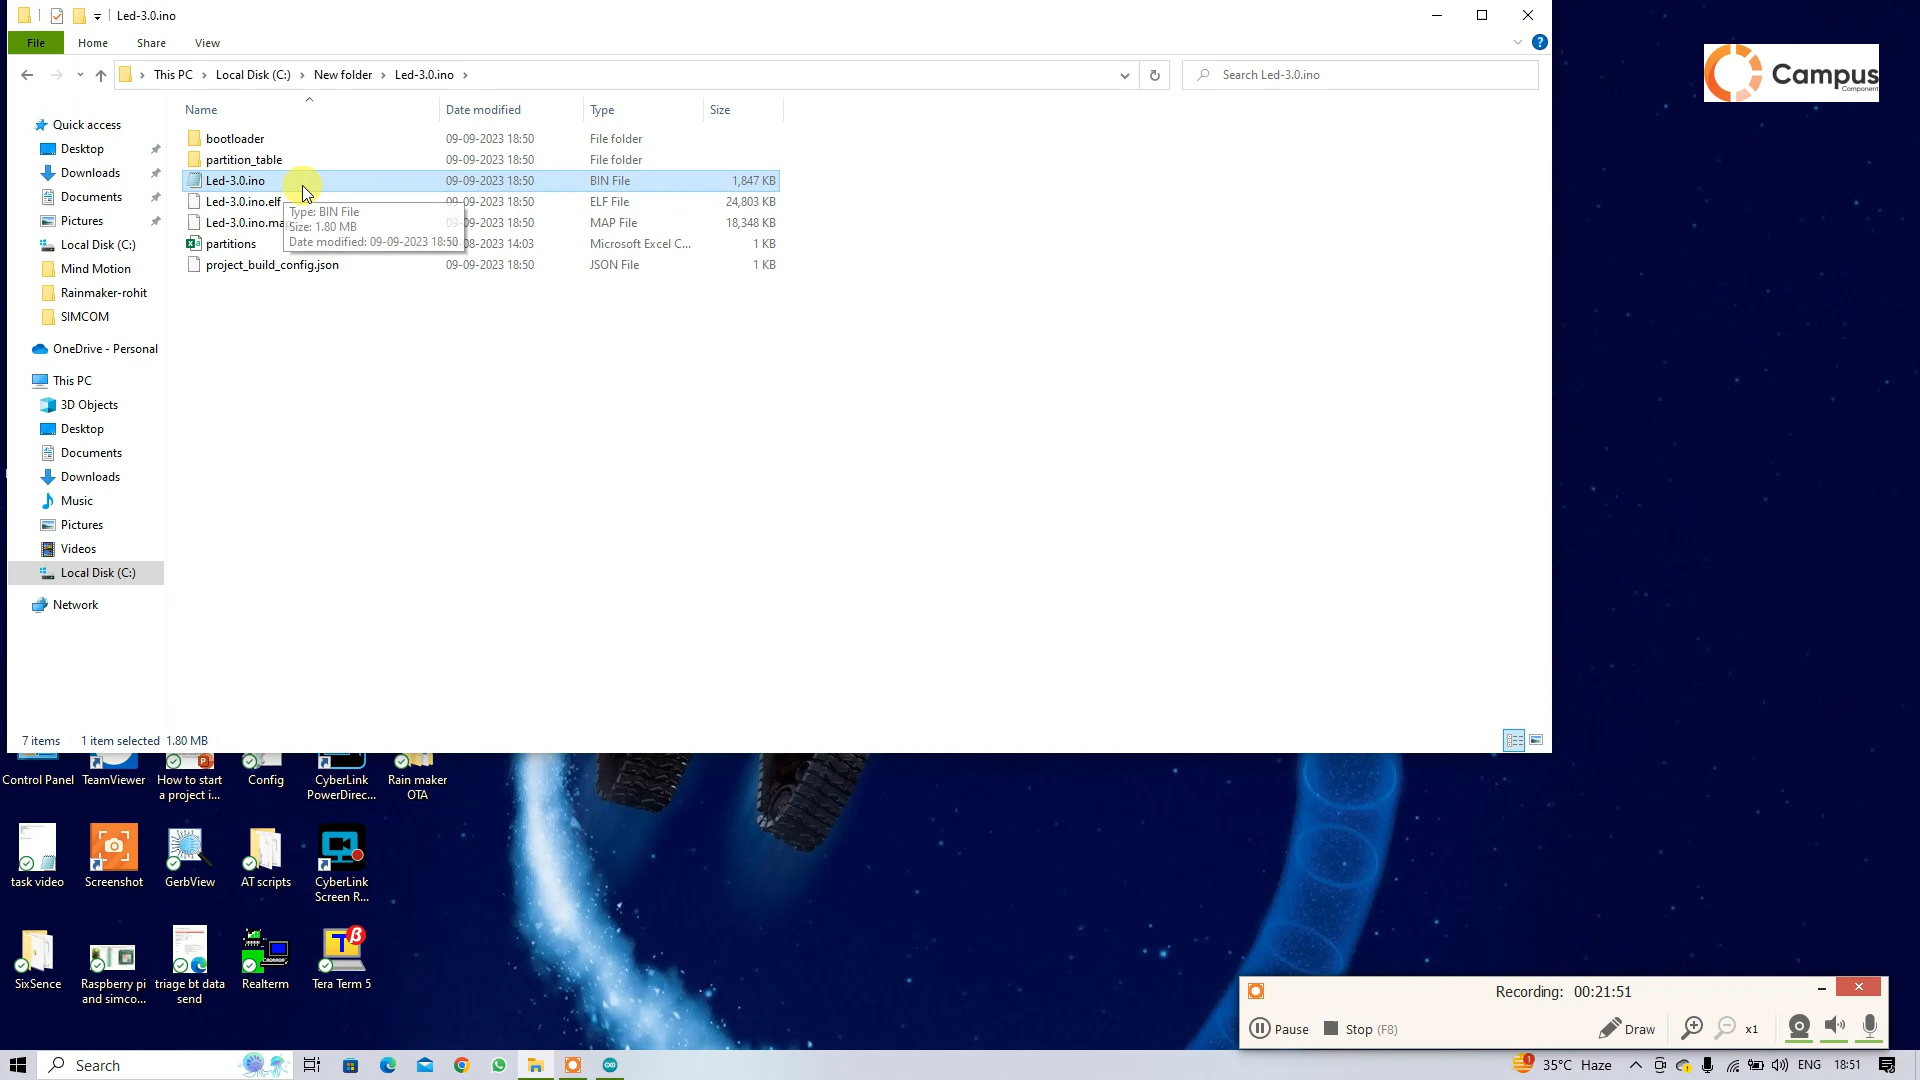 Led-3.0.ino
File Home Share View
This PC Local Disk (C:) New folder Led-3.0.ino
Search Led-3.0.ino
Campus
Component
Name Date modified Type Size
bootloader 09-09-2023 18:50 File folder
partition_table 09-09-2023 18:50 File folder
Led-3.0.ino 09-09-2023 18:50 BIN File 1,847 KB
Led-3.0.ino.elf 09-09-2023 18:50 ELF File 24,803 KB
Led-3.0.ino.ma 09-2023 18:50 MAP File 18,348 KB
partitions 08-2023 14:03 Microsoft Excel C... 1 KB
project_build_config.json 09-09-2023 18:50 JSON File 1 KB
Type: BIN File
Size: 1.80 MB
Date modified: 09-09-2023 18:50
Quick access
Desktop
Downloads
Documents
Pictures
Local Disk (C:)
Mind Motion
Rainmaker-rohit
SIMCOM
OneDrive - Personal
This PC
3D Objects
Desktop
Documents
Downloads
Music
Pictures
Videos
Local Disk (C:)
Network
7 items 1 item selected 1.80 MB
Control Panel
TeamViewer
How to start
a project i...
Config
CyberLink
PowerDirec...
Rain maker
OTA
task video
Screenshot
GerbView
AT scripts
CyberLink
Screen R...
SixSence
Raspberry pi
and simco...
triage bt data
send
Realterm
Tera Term 5
Recording: 00:21:51
Pause Stop (F8) Draw x1
Search
1 35°C Haze ENG 18:51